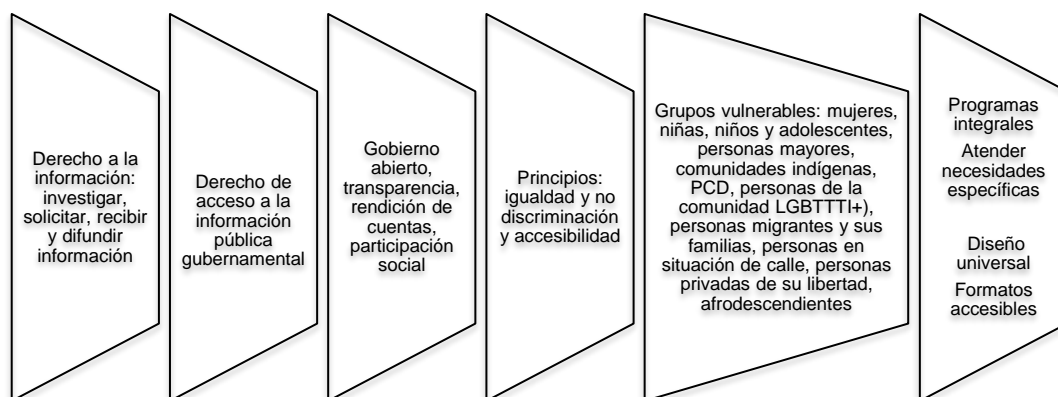 Derecho a la
información:
investigar,
solicitar, recibir
y difundir
información
Derecho de
acceso a la
información
pública
gubernamental
Gobierno
abierto,
transparencia,
rendición de
cuentas,
participación
social
Principios:
igualdad y no
discriminación
y accesibilidad
Grupos vulnerables: mujeres,
niñas, niños y adolescentes,
personas mayores,
comunidades indígenas,
PCD, personas de la
comunidad LGBTTTI+),
personas migrantes y sus
familias, personas en
situación de calle, personas
privadas de su libertad,
afrodescendientes
Programas
integrales
Atender
necesidades
específicas
Diseño
universal
Formatos
accesibles